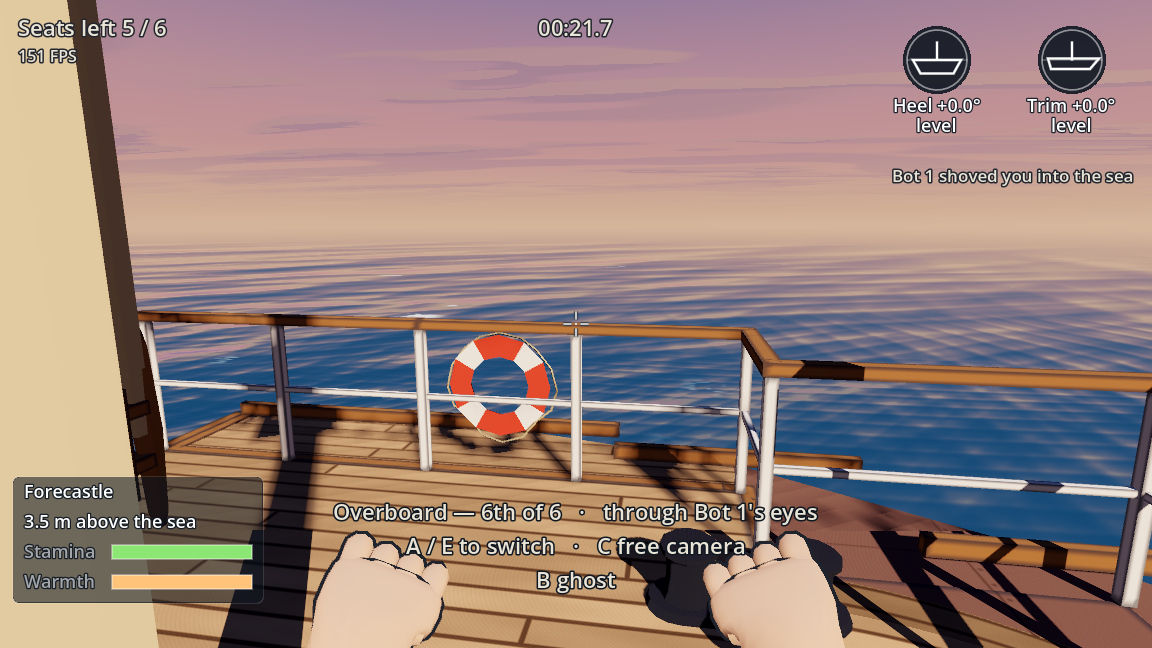 Seats left 5 / 6
151 FPS
00:21.7
Heel +0.0°
level
Trim +0.0°
level
Bot 1 shoved you into the sea
Forecastle
3.5 m above the sea
Stamina
Warmth
Overboard — 6th of 6 · through Bot 1's eyes
A / E to switch · C free camera
B ghost